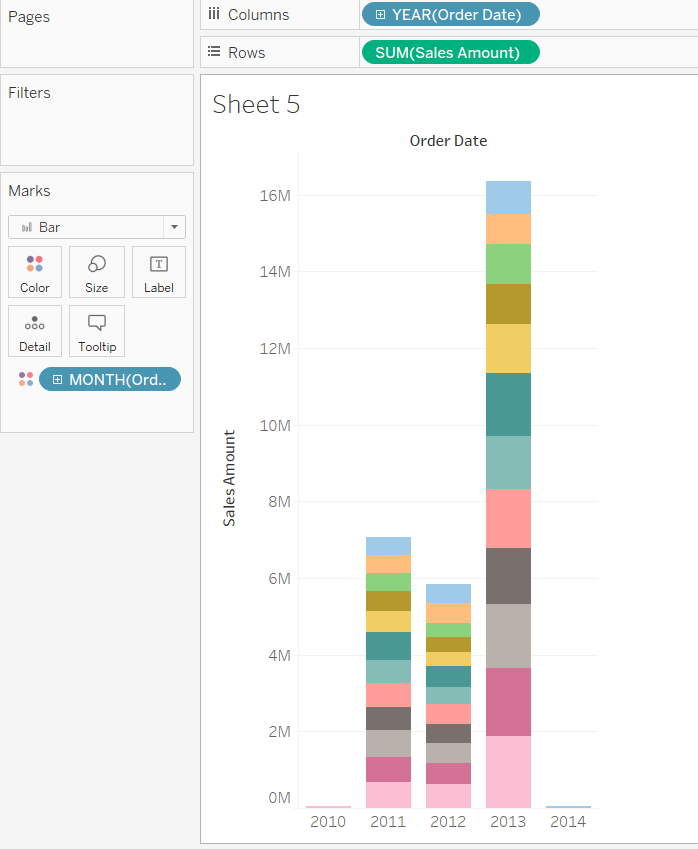 Pages
Columns
YEAR(Order Date)
Rows
SUM(Sales Amount)
Filters
Marks
Bar
Color
Size
Label
Detail
Tooltip
MONTH(Ord..
Sheet 5
Order Date
Sales Amount
16M
14M
12M
10M
8M
6M
4M
2M
0M
2010 2011 2012 2013 2014